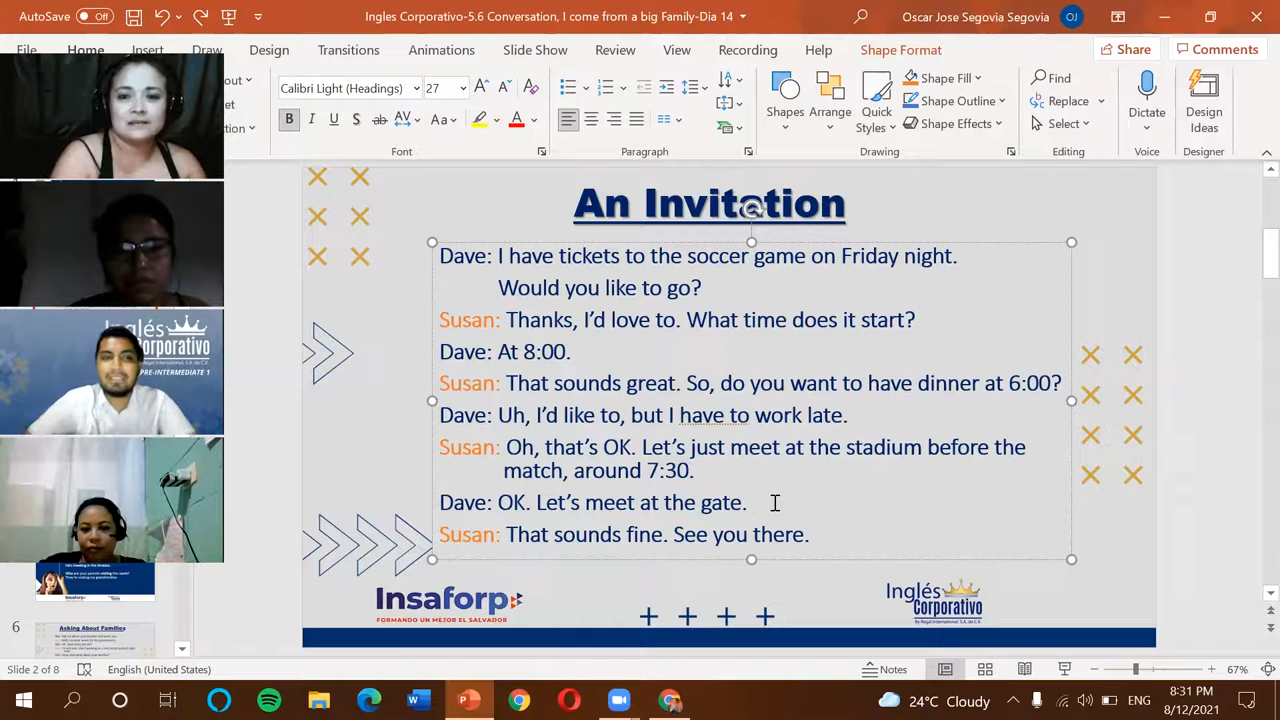 AutoSave Off Ingles Corporativo-5.6 Conversation, I come from a big Family-Dia 14 Oscar Jose Segovia Segovia OJ
File Home Insert Draw Design Transitions Animations Slide Show Review View Recording Help Shape Format Share Comments
Calibri Light (Headings) 27
Shapes Arrange Quick Styles Shape Fill Shape Outline Shape Effects Find Replace Select Dictate Design Ideas
Font Paragraph Drawing Editing Voice Designer
An Invitation
Dave: I have tickets to the soccer game on Friday night.
Would you like to go?
Susan: Thanks, I'd love to. What time does it start?
Dave: At 8:00.
Susan: That sounds great. So, do you want to have dinner at 6:00?
Dave: Uh, I'd like to, but I have to work late.
Susan: Oh, that's OK. Let's just meet at the stadium before the
match, around 7:30.
Dave: OK. Let's meet at the gate.
Susan: That sounds fine. See you there.
Insaforp
FORMANDO UN MEJOR EL SALVADOR
Inglés
Corporativo
By Regal International, S.A. de C.V.
Inglés
Corporativo
PRE-INTERMEDIATE 1
6
Asking About Families
Slide 2 of 8 English (United States) Notes 67%
24°C Cloudy ENG 8:31 PM
8/12/2021